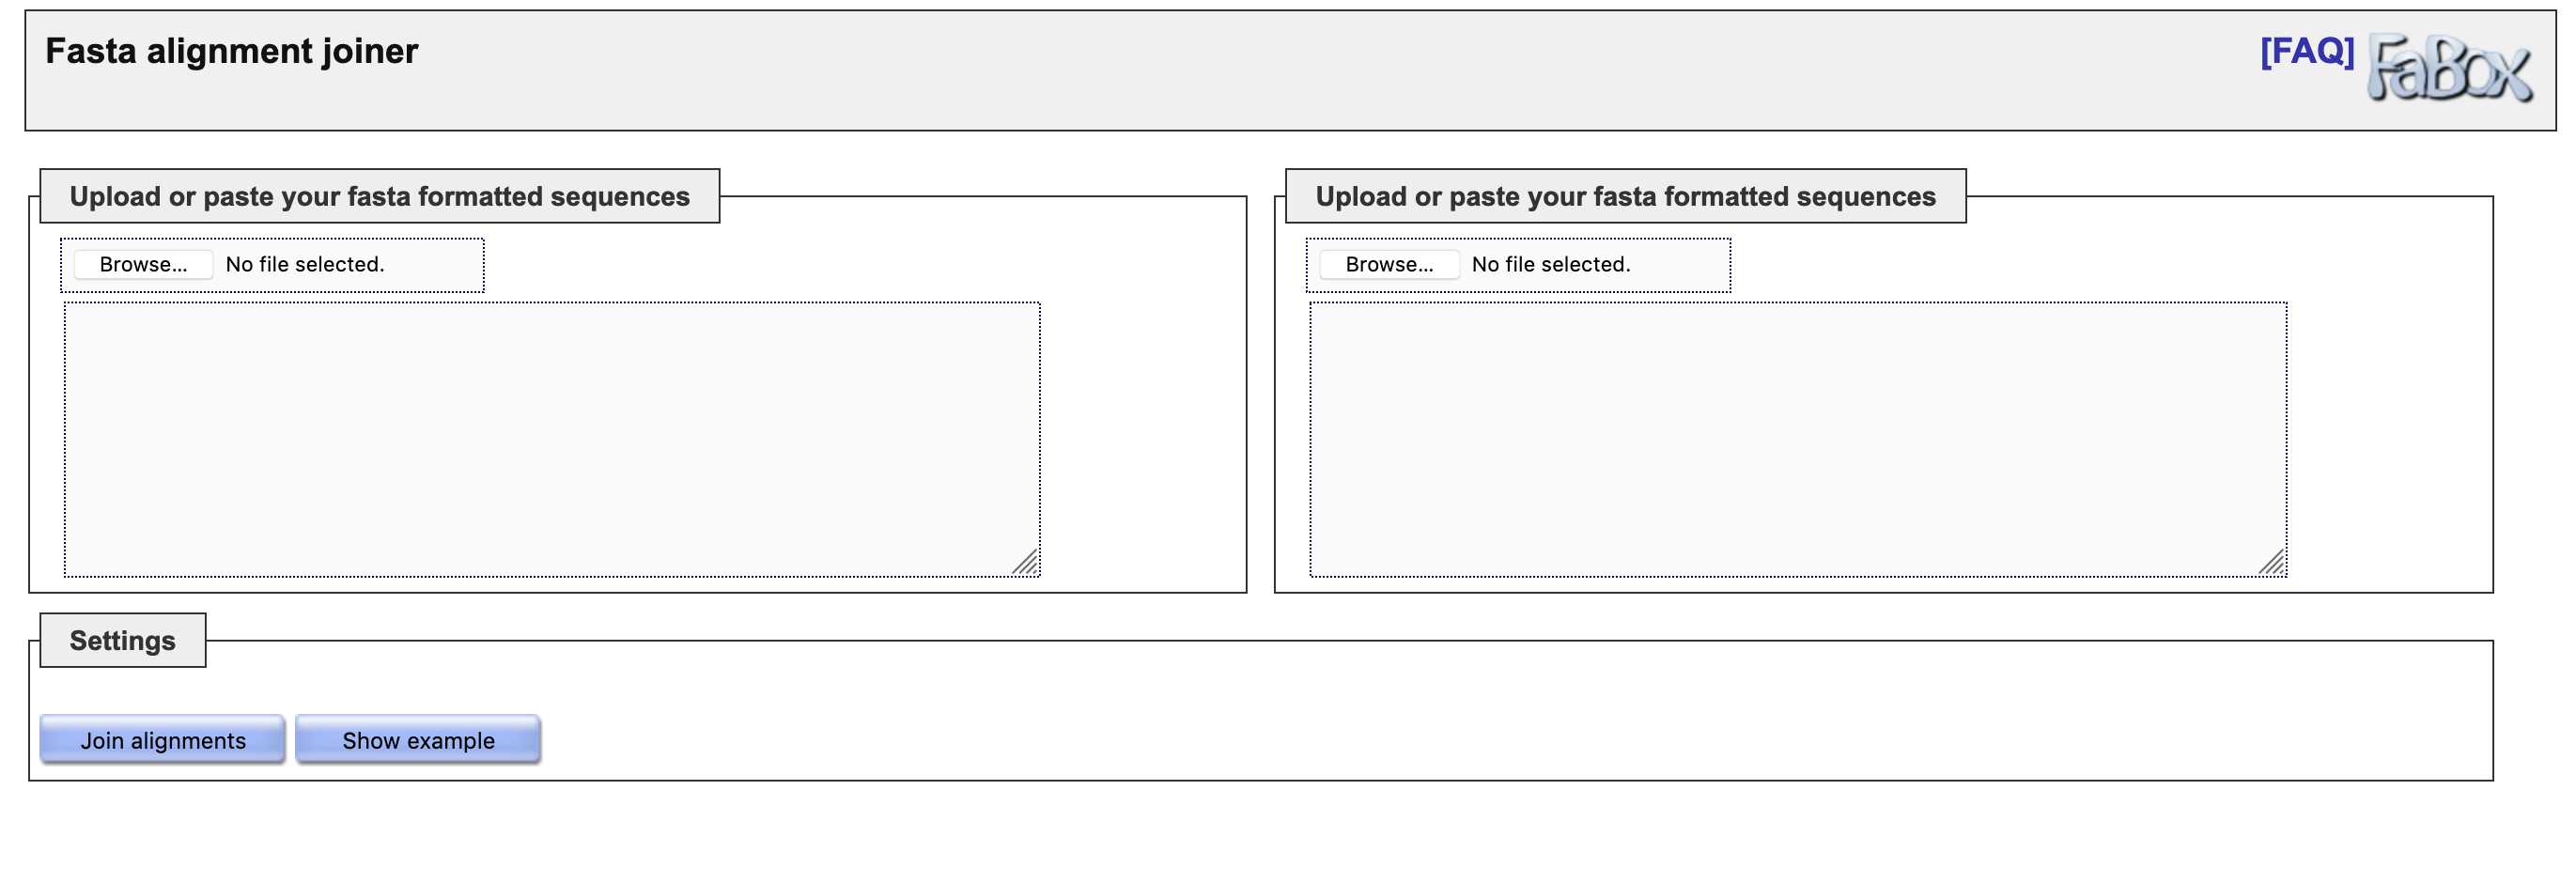 Fasta alignment joiner
[FAQ] FaBox
Upload or paste your fasta formatted sequences
Browse... No file selected.
Upload or paste your fasta formatted sequences
Browse... No file selected.
Settings
Join alignments
Show example